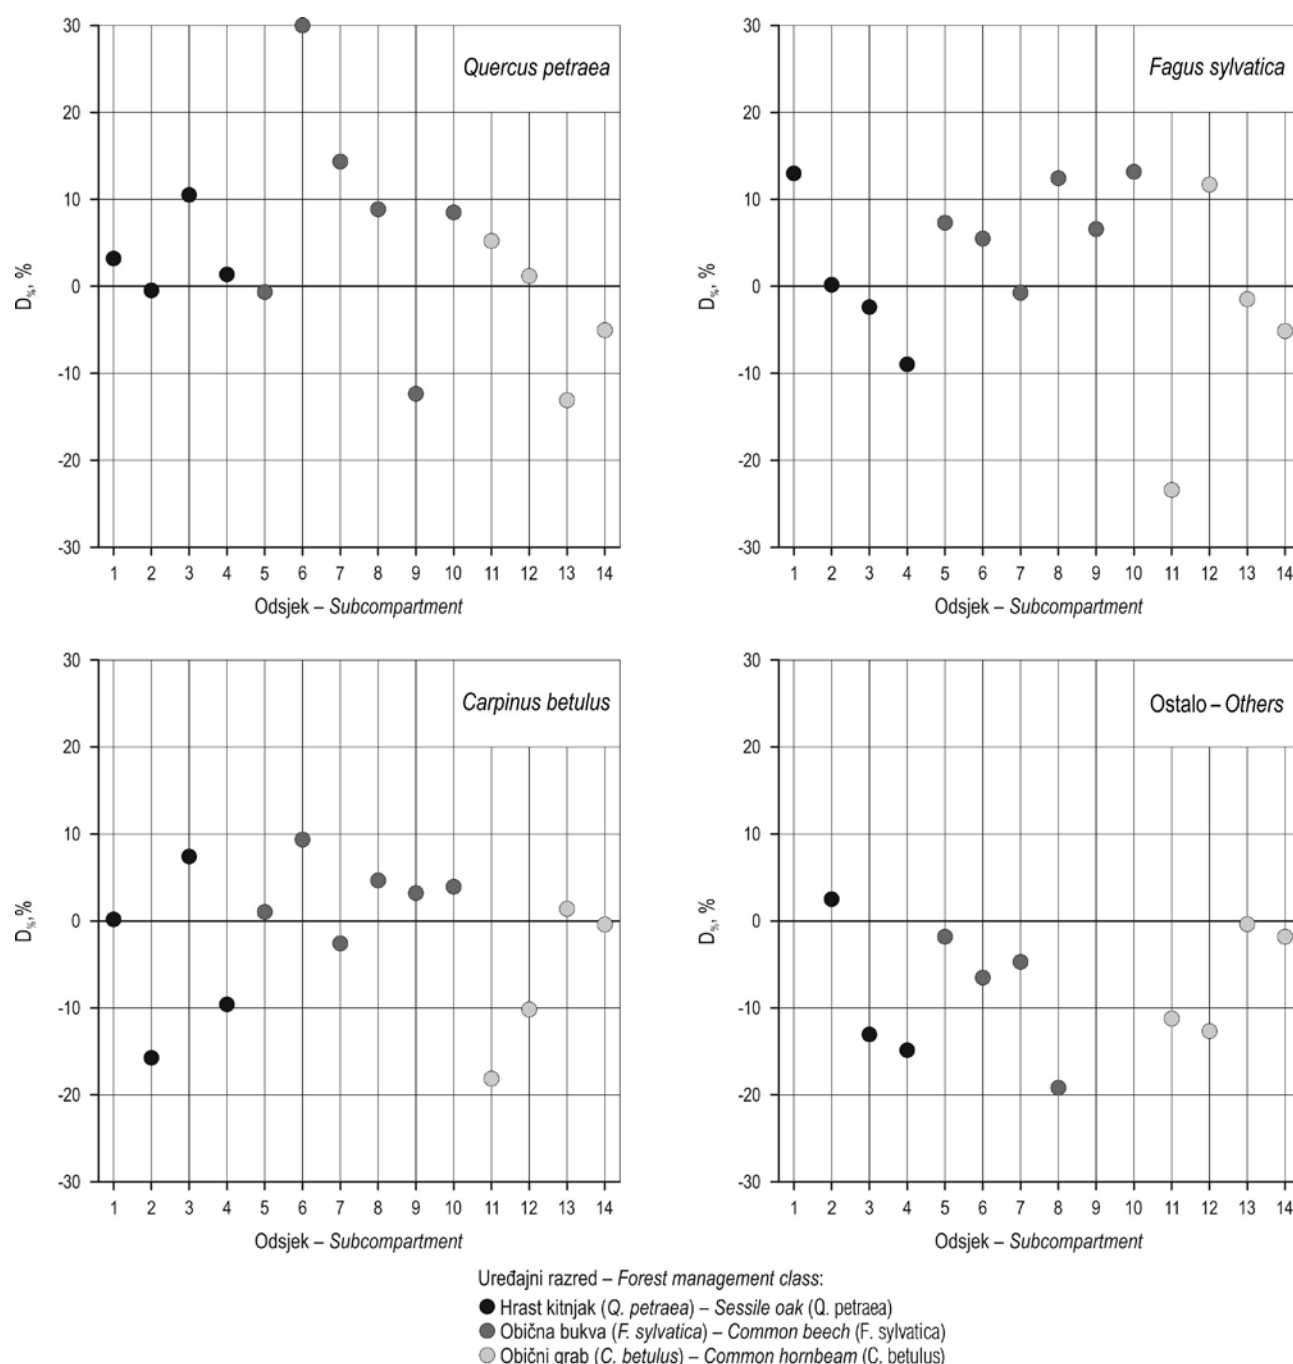 30
20
10
0
-10
-20
-30
D%, %
Quercus petraea
1 2 3 4 5 6 7 8 9 10 11 12 13 14
Odsjek – Subcompartment
30
20
10
0
-10
-20
-30
D%, %
Fagus sylvatica
1 2 3 4 5 6 7 8 9 10 11 12 13 14
Odsjek – Subcompartment
30
20
10
0
-10
-20
-30
D%, %
Carpinus betulus
1 2 3 4 5 6 7 8 9 10 11 12 13 14
Odsjek – Subcompartment
30
20
10
0
-10
-20
-30
D%, %
Ostalo – Others
1 2 3 4 5 6 7 8 9 10 11 12 13 14
Odsjek – Subcompartment
Uređajni razred – Forest management class:
Hrast kitnjak (Q. petraea) – Sessile oak (Q. petraea)
Obična bukva (F. sylvatica) – Common beech (F. sylvatica)
Obični grab (C. betulus) – Common hornbeam (C. betulus)